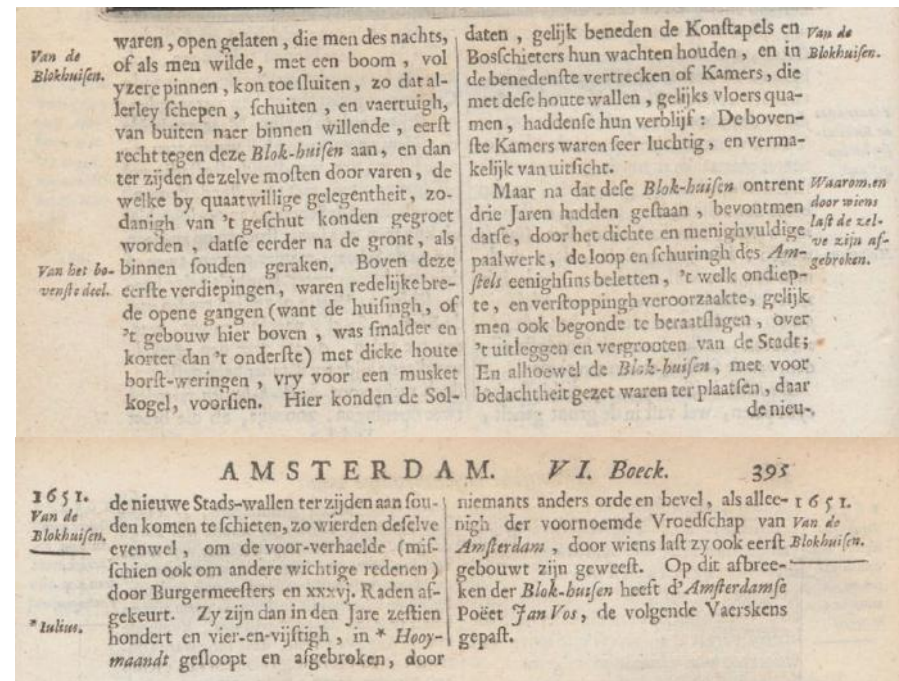 Van de
Blokhuiſen.
waren, open gelaten, die men des nachts,
of als men wilde, met een boom, vol
yzere pinnen, kon toe ſluiten, zo dat al-
lerley ſchepen, ſchuiten, en vaertuigh,
van buiten naer binnen willende, eerſt
recht tegen deze Blok-huiſen aan, en dan
ter zijden de zelve moſten door varen, de
welke by quaatwillige gelegentheit, zo-
danigh van 't geſchut konden gegroet
worden, datſe eerder na de gront, als
Van het bo-
venſte deel.
binnen ſouden geraken. Boven deze
eerſte verdiepingen, waren redelijke bre-
de opene gangen (want de huiſingh, of
't gebouw hier boven, was ſmalder en
korter dan 't onderſte) met dicke houte
borſt-weringen, vry voor een musket
kogel, voorſien. Hier konden de Sol-
daten, gelijk beneden de Konſtapels en
Bosſchieters hun wachten houden, en in
de benedenſte vertrecken of Kamers, die
met deſe houte wallen, gelijks vloers qua-
men, haddenſe hun verblijf: De boven-
ſte Kamers waren ſeer luchtig, en verma-
kelijk van uitſicht.
Van de
Blokhuiſen.
Maar na dat deſe Blok-huiſen ontrent
drie Jaren hadden geſtaan, bevontmen
datſe, door het dichte en menighvuldige
paalwerk, de loop en ſchuringh des Am-
ſtels eenighſins beletten, 't welk ondiep-
te, en verſtoppingh veroorzaakte, gelijk
men ook begonde te beraatſlagen, over
't uitleggen en vergrooten van de Stadt;
En alhoewel de Blok-huiſen, met voor
bedachtheit gezet waren ter plaatſen, daar
de nieu-
Waarom, en
door wiens
laſt de zel-
ve zijn af-
gebroken.
AMSTERDAM. VI. Boeck. 395
1651.
Van de
Blokhuiſen.
de nieuwe Stads-wallen ter zijden aan ſou-
den komen te ſchieten, zo wierden deſelve
evenwel, om de voor-verhaelde (miſ-
ſchien ook om andere wichtige redenen)
door Burgermeeſters en xxxvj. Raden af-
gekeurt. Zy zijn dan in den Jare zeſtien
hondert en vier-en-vijſtigh, in * Hooy-
maandt geſloopt en afgebroken, door
* Iulius.
niemants anders orde en bevel, als allee-
nigh der voornoemde Vroedſchap van
Amſterdam, door wiens laſt zy ook eerſt
gebouwt zijn geweeſt. Op dit afbree-
ken der Blok-huiſen heeft d'Amſterdamſe
Poëet Jan Vos, de volgende Vaerskens
gepaſt.
1651.
Van de
Blokhuiſen.